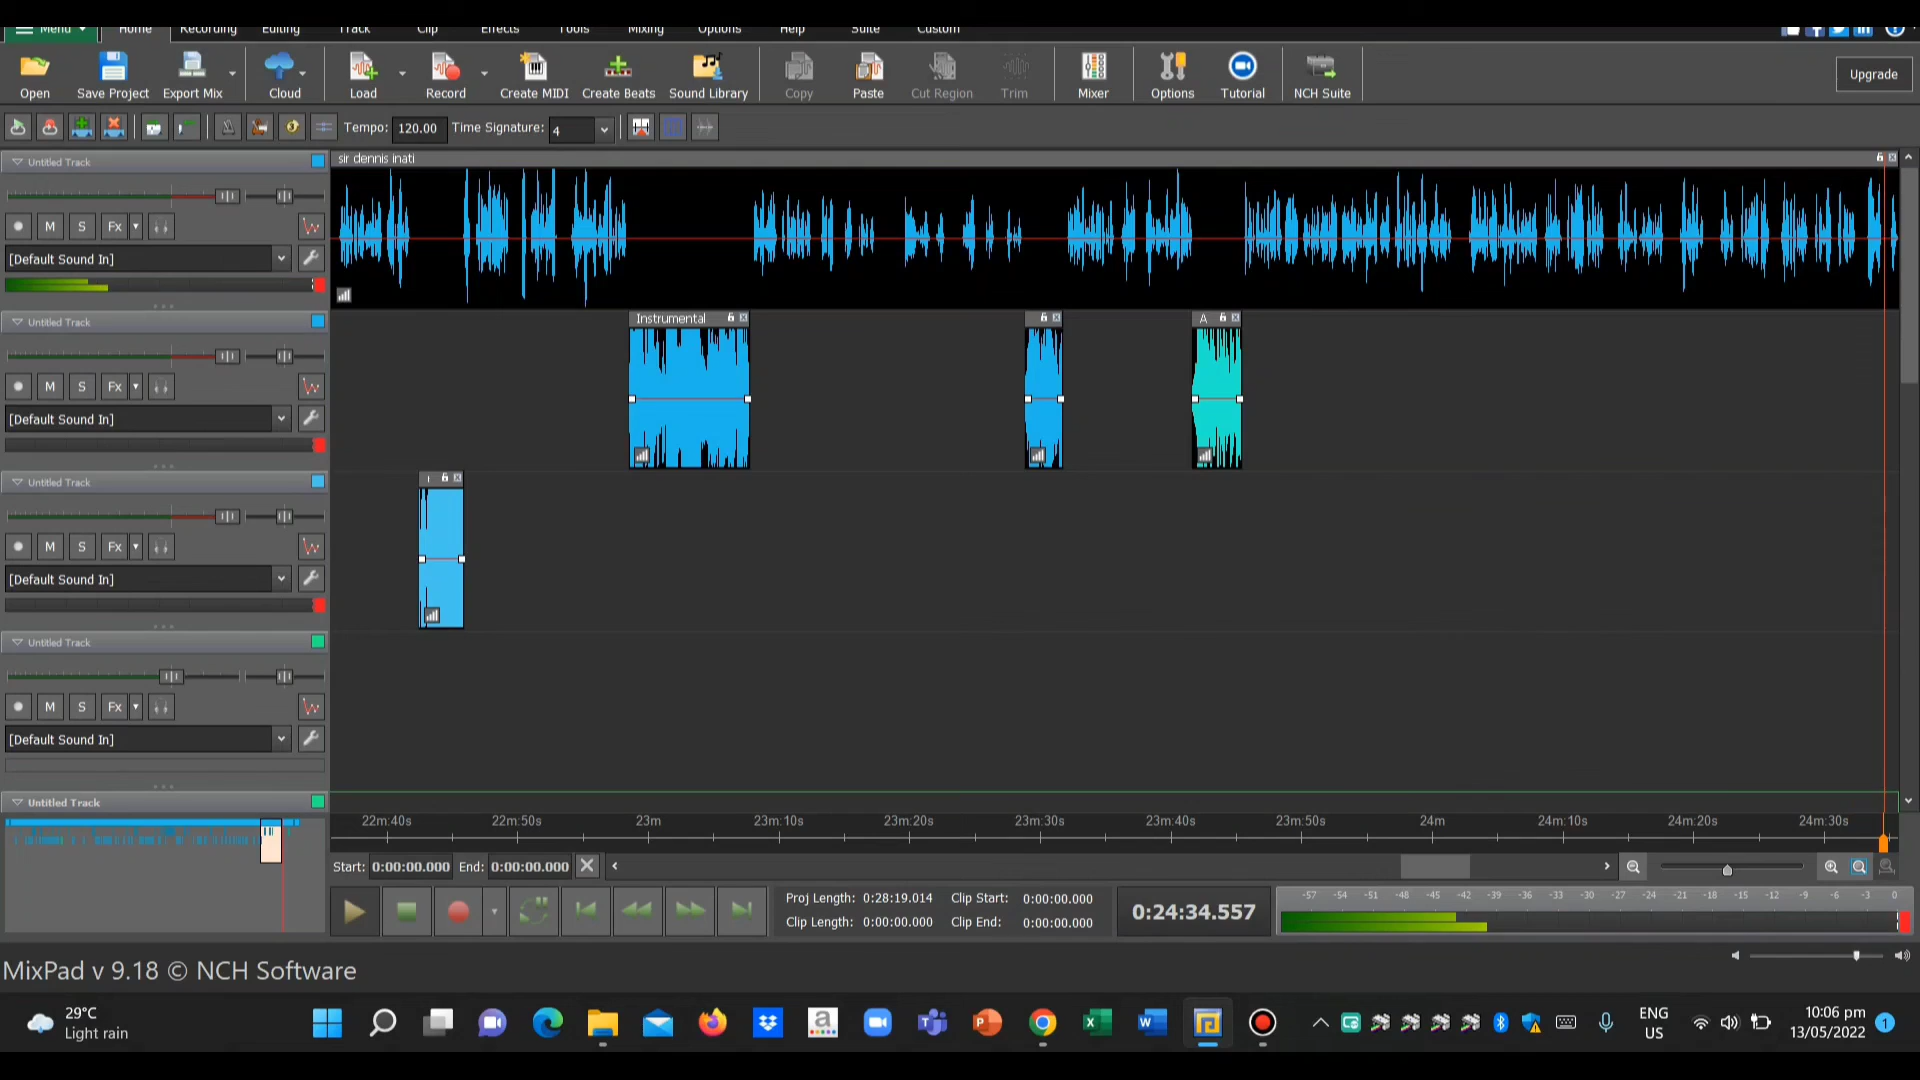 Menu Home Recording Editing Track Clip Effects Tools Mixing Options Help Suite Custom
Open Save Project Export Mix Cloud Load Record Create MIDI Create Beats Sound Library Copy Paste Cut Region Trim Mixer Options Tutorial NCH Suite Upgrade
Tempo: 120.00 Time Signature: 4
Untitled Track
sir dennis inati
M S Fx
[Default Sound In]
Untitled Track
Instrumental
A
M S Fx
[Default Sound In]
Untitled Track
I
M S Fx
[Default Sound In]
Untitled Track
M S Fx
[Default Sound In]
Untitled Track
22m:40s 22m:50s 23m 23m:10s 23m:20s 23m:30s 23m:40s 23m:50s 24m 24m:10s 24m:20s 24m:30s
Start: 0:00:00.000 End: 0:00:00.000
Proj Length: 0:28:19.014 Clip Start: 0:00:00.000
Clip Length: 0:00:00.000 Clip End: 0:00:00.000
0:24:34.557
-57 -54 -51 -48 -45 -42 -39 -36 -33 -30 -27 -24 -21 -18 -15 -12 -9 -6 -3 0
MixPad v 9.18 © NCH Software
29°C
Light rain
ENG
US
10:06 pm
13/05/2022
1